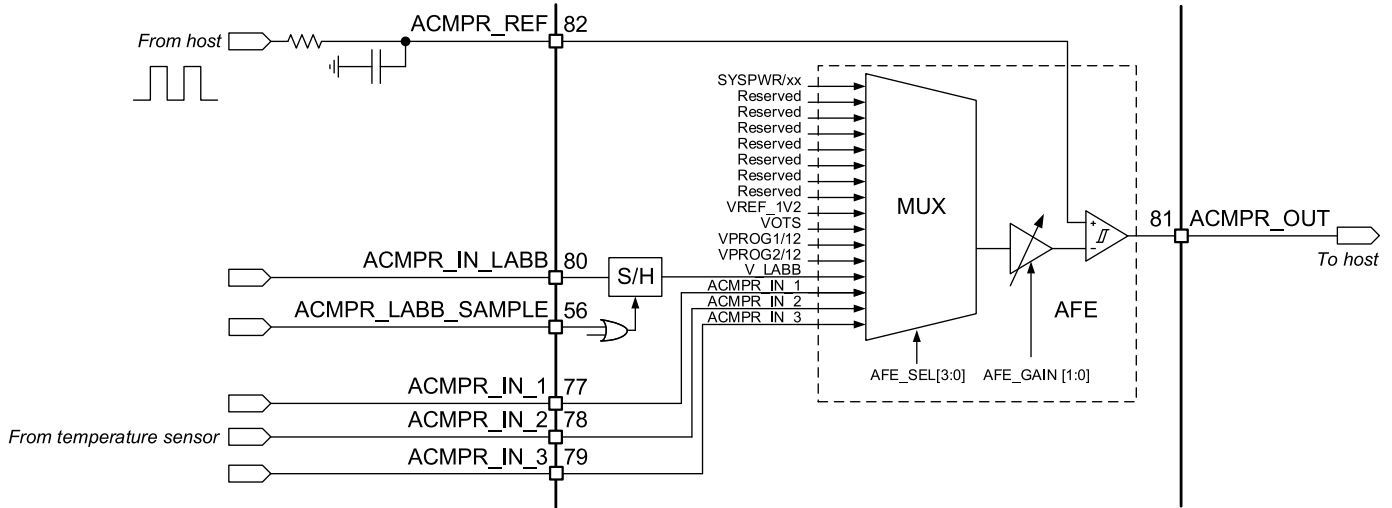 ACMPR_REF 82
From host
SYSPWR/xx
Reserved
Reserved
Reserved
Reserved
Reserved
Reserved
Reserved
VREF_1V2
VOTS
VPROG1/12
VPROG2/12
V_LABB
ACMPR_IN_1
ACMPR_IN_2
ACMPR_IN_3
MUX
+
-
AFE
AFE_SEL[3:0]
AFE_GAIN [1:0]
81 ACMPR_OUT
To host
ACMPR_IN_LABB 80
S/H
ACMPR_LABB_SAMPLE 56
ACMPR_IN_1 77
ACMPR_IN_2 78
From temperature sensor
ACMPR_IN_3 79